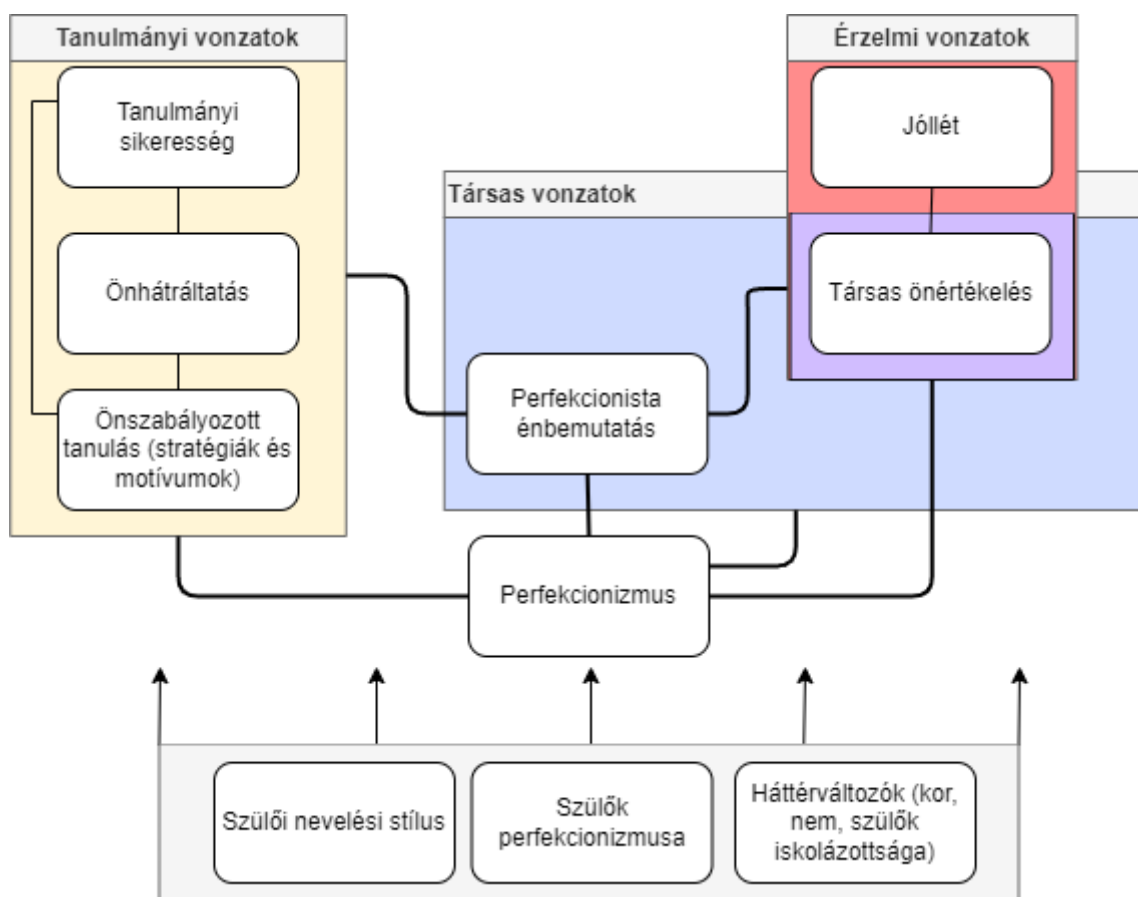 Tanulmányi vonzatok
Tanulmányi
sikeresség
Önhátráltatás
Önszabályozott
tanulás (stratégiák és
motívumok)
Érzelmi vonzatok
Jóllét
Társas vonzatok
Társas önértékelés
Perfekcionista
énbemutatás
Perfekcionizmus
Szülői nevelési stílus
Szülők
perfekcionizmusa
Háttérváltozók (kor,
nem, szülők
iskolázottsága)